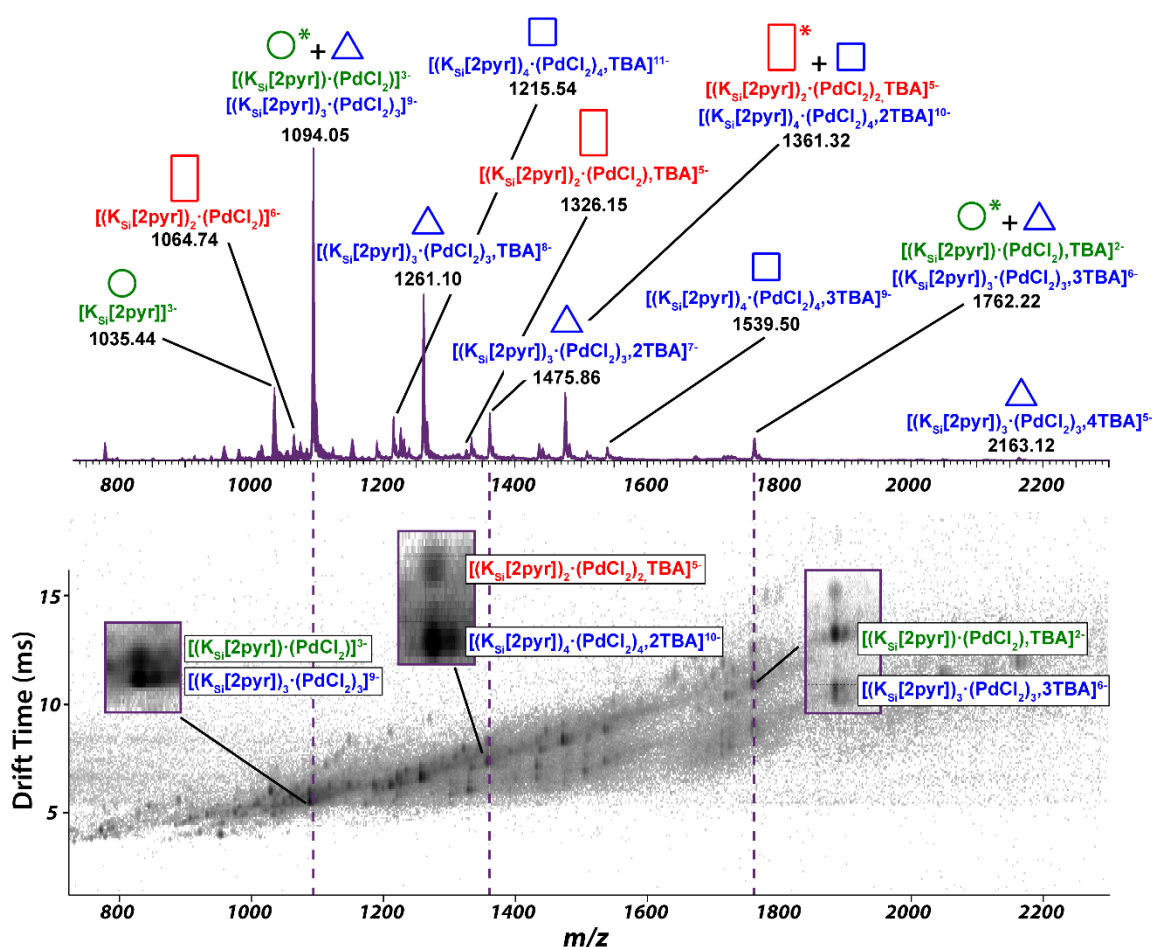 * + 
[(K_Si[2pyr])·(PdCl₂)]³⁻
[(K_Si[2pyr])₃·(PdCl₂)₃]⁹⁻
1094.05
[(K_Si[2pyr])₄·(PdCl₂)₄,TBA]¹¹⁻
1215.54
* +
[(K_Si[2pyr])₂·(PdCl₂)₂,TBA]⁵⁻
[(K_Si[2pyr])₄·(PdCl₂)₄,2TBA]¹⁰⁻
1361.32
[(K_Si[2pyr])₂·(PdCl₂),TBA]⁵⁻
1326.15
[(K_Si[2pyr])₂·(PdCl₂)]⁶⁻
1064.74
[(K_Si[2pyr])₃·(PdCl₂)₃,TBA]⁸⁻
1261.10
* +
[(K_Si[2pyr])·(PdCl₂),TBA]²⁻
[(K_Si[2pyr])₃·(PdCl₂)₃,3TBA]⁶⁻
1762.22
[K_Si[2pyr]]³⁻
1035.44
[(K_Si[2pyr])₄·(PdCl₂)₄,3TBA]⁹⁻
1539.50
[(K_Si[2pyr])₃·(PdCl₂)₃,2TBA]⁷⁻
1475.86
[(K_Si[2pyr])₃·(PdCl₂)₃,4TBA]⁵⁻
2163.12
800 1000 1200 1400 1600 1800 2000 2200
[(K_Si[2pyr])₂·(PdCl₂)₂,TBA]⁵⁻
[(K_Si[2pyr])₄·(PdCl₂)₄,2TBA]¹⁰⁻
[(K_Si[2pyr])·(PdCl₂)]³⁻
[(K_Si[2pyr])₃·(PdCl₂)₃]⁹⁻
[(K_Si[2pyr])·(PdCl₂),TBA]²⁻
[(K_Si[2pyr])₃·(PdCl₂)₃,3TBA]⁶⁻
Drift Time (ms)
15
10
5
800 1000 1200 1400 1600 1800 2000 2200
m/z